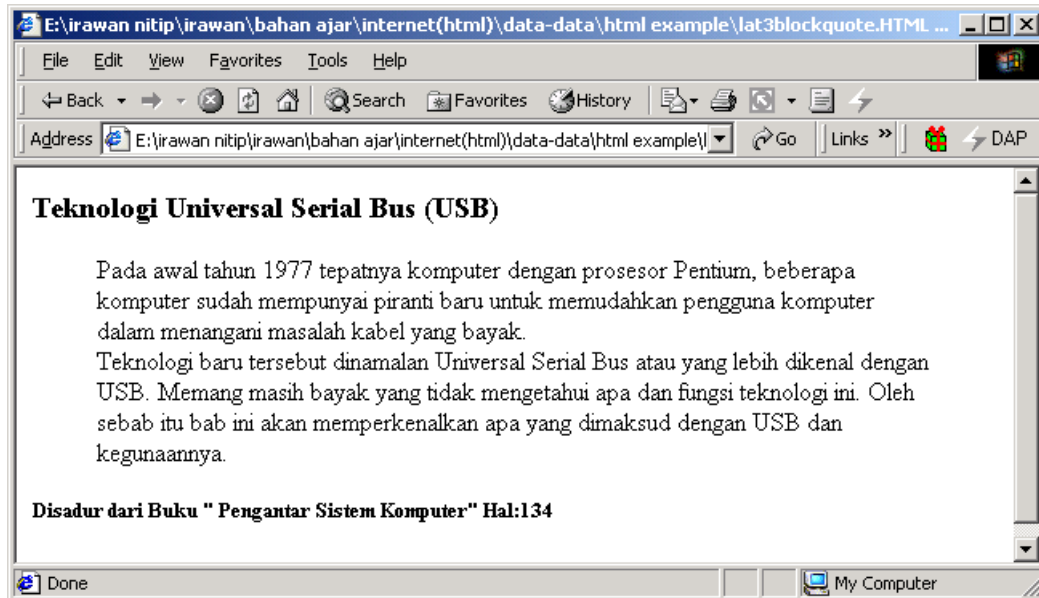 E:\irawan nitip\irawan\bahan ajar\internet(html)\data-data\html example\lat3blockquote.HTML ...
File Edit View Favorites Tools Help
Back Search Favorites History
Address E:\irawan nitip\irawan\bahan ajar\internet(html)\data-data\html example\l Go Links » DAP
Teknologi Universal Serial Bus (USB)
Pada awal tahun 1977 tepatnya komputer dengan prosesor Pentium, beberapa
komputer sudah mempunyai piranti baru untuk memudahkan pengguna komputer
dalam menangani masalah kabel yang bayak.
Teknologi baru tersebut dinamalan Universal Serial Bus atau yang lebih dikenal dengan
USB. Memang masih bayak yang tidak mengetahui apa dan fungsi teknologi ini. Oleh
sebab itu bab ini akan memperkenalkan apa yang dimaksud dengan USB dan
kegunaannya.
Disadur dari Buku " Pengantar Sistem Komputer" Hal:134
Done My Computer